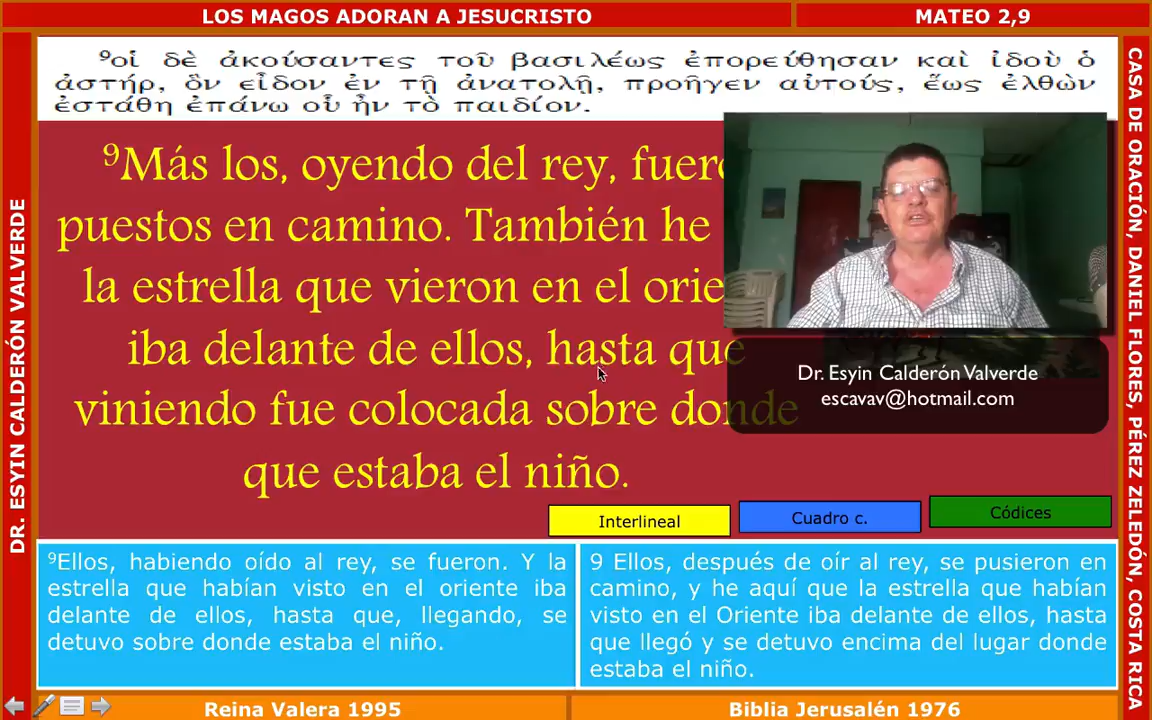 LOS MAGOS ADORAN A JESUCRISTO
MATEO 2,9
⁹οἱ δὲ ἀκούσαντες τοῦ βασιλέως ἐπορεύθησαν καὶ ἰδοὺ ὁ
ἀστήρ, ὃν εἶδον ἐν τῇ ἀνατολῇ, προῆγεν αὐτούς, ἕως ἐλθὼν
ἐστάθη ἐπάνω οὗ ἦν τὸ παιδίον.
⁹Más los, oyendo del rey,
puestos en camino. También he
la estrella que vieron en el
iba delante de ellos, hasta que
viniendo fue colocada sobre donde
que estaba el niño.
Dr. Esyin Calderón Valverde
escavav@hotmail.com
Interlineal
Cuadro c.
Códices
⁹Ellos, habiendo oído al rey, se fueron. Y la
estrella que habían visto en el oriente iba
delante de ellos, hasta que, llegando, se
detuvo sobre donde estaba el niño.
9 Ellos, después de oír al rey, se pusieron en
camino, y he aquí que la estrella que habían
visto en el Oriente iba delante de ellos, hasta
que llegó y se detuvo encima del lugar donde
estaba el niño.
Reina Valera 1995
Biblia Jerusalén 1976
DR. ESYIN CALDERÓN VALVERDE
CASA DE ORACIÓN, DANIEL FLORES, PÉREZ ZELEDÓN, COSTA RICA